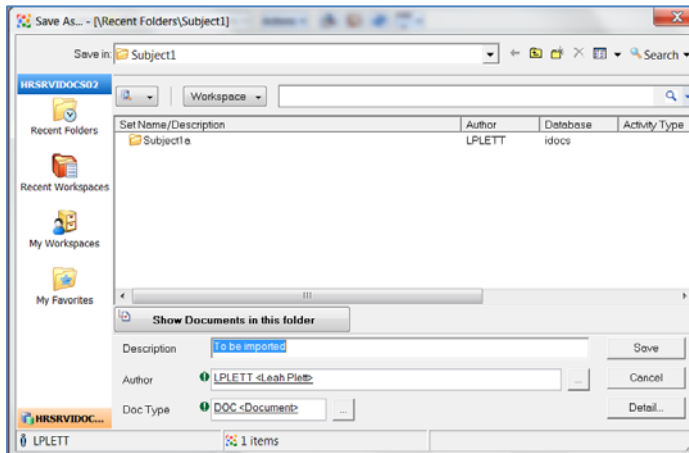 Save As... - [\Recent Folders\Subject1]
Save in: Subject1
Search
HRSRVIDOCS02
Workspace
Recent Folders
Recent Workspaces
My Workspaces
My Favorites
Set Name/Description Author Database Activity Type
Subject1a LPLETT idocs
Show Documents in this folder
Description To be imported Save
Author LPLETT <Leah Plett> ... Cancel
Doc Type DOC <Document> ... Detail...
HRSRVIDOC...
LPLETT 1 items